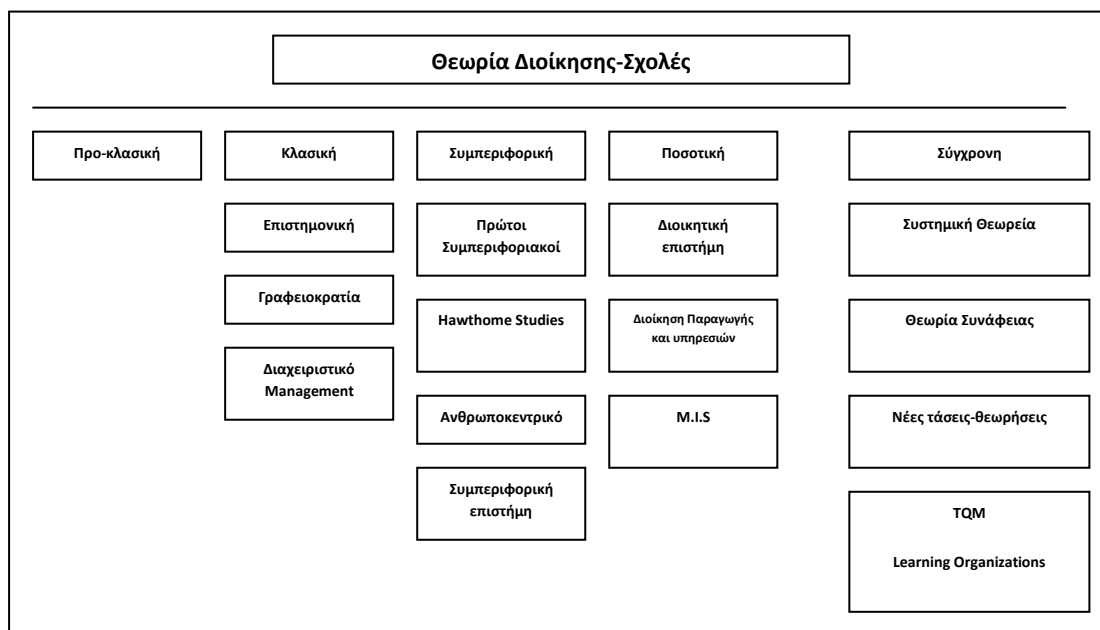 Θεωρία Διοίκησης-Σχολές
Προ-κλασική
Κλασική
Επιστημονική
Γραφειοκρατία
Διαχειριστικό
Management
Συμπεριφορική
Πρώτοι
Συμπεριφοριακοί
Hawthome Studies
Ανθρωποκεντρικό
Συμπεριφορική
επιστήμη
Ποσοτική
Διοικητική
επιστήμη
Διοίκηση Παραγωγής
και υπηρεσιών
M.I.S
Σύγχρονη
Συστημική Θεωρεία
Θεωρία Συνάφειας
Νέες τάσεις-θεωρήσεις
TQM
Learning Organizations